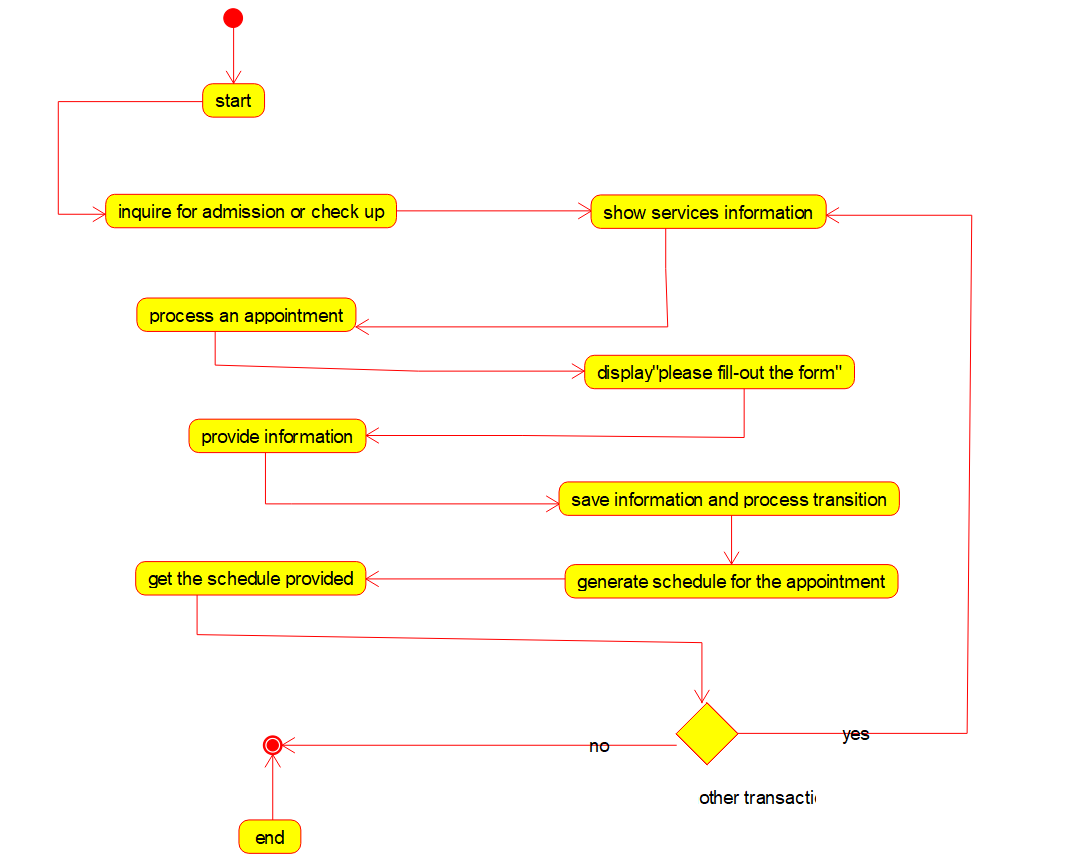 start
inquire for admission or check up
show services information
process an appointment
display"please fill-out the form"
provide information
save information and process transition
get the schedule provided
generate schedule for the appointment
no
yes
other
end